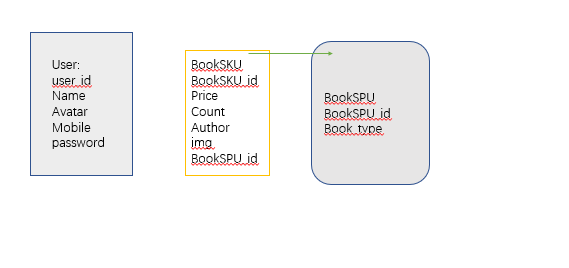 User:
user_id
Name
Avatar
Mobile
password
BookSKU
BookSKU_id
Price
Count
Author
img
BookSPU_id
BookSPU
BookSPU_id
Book_type